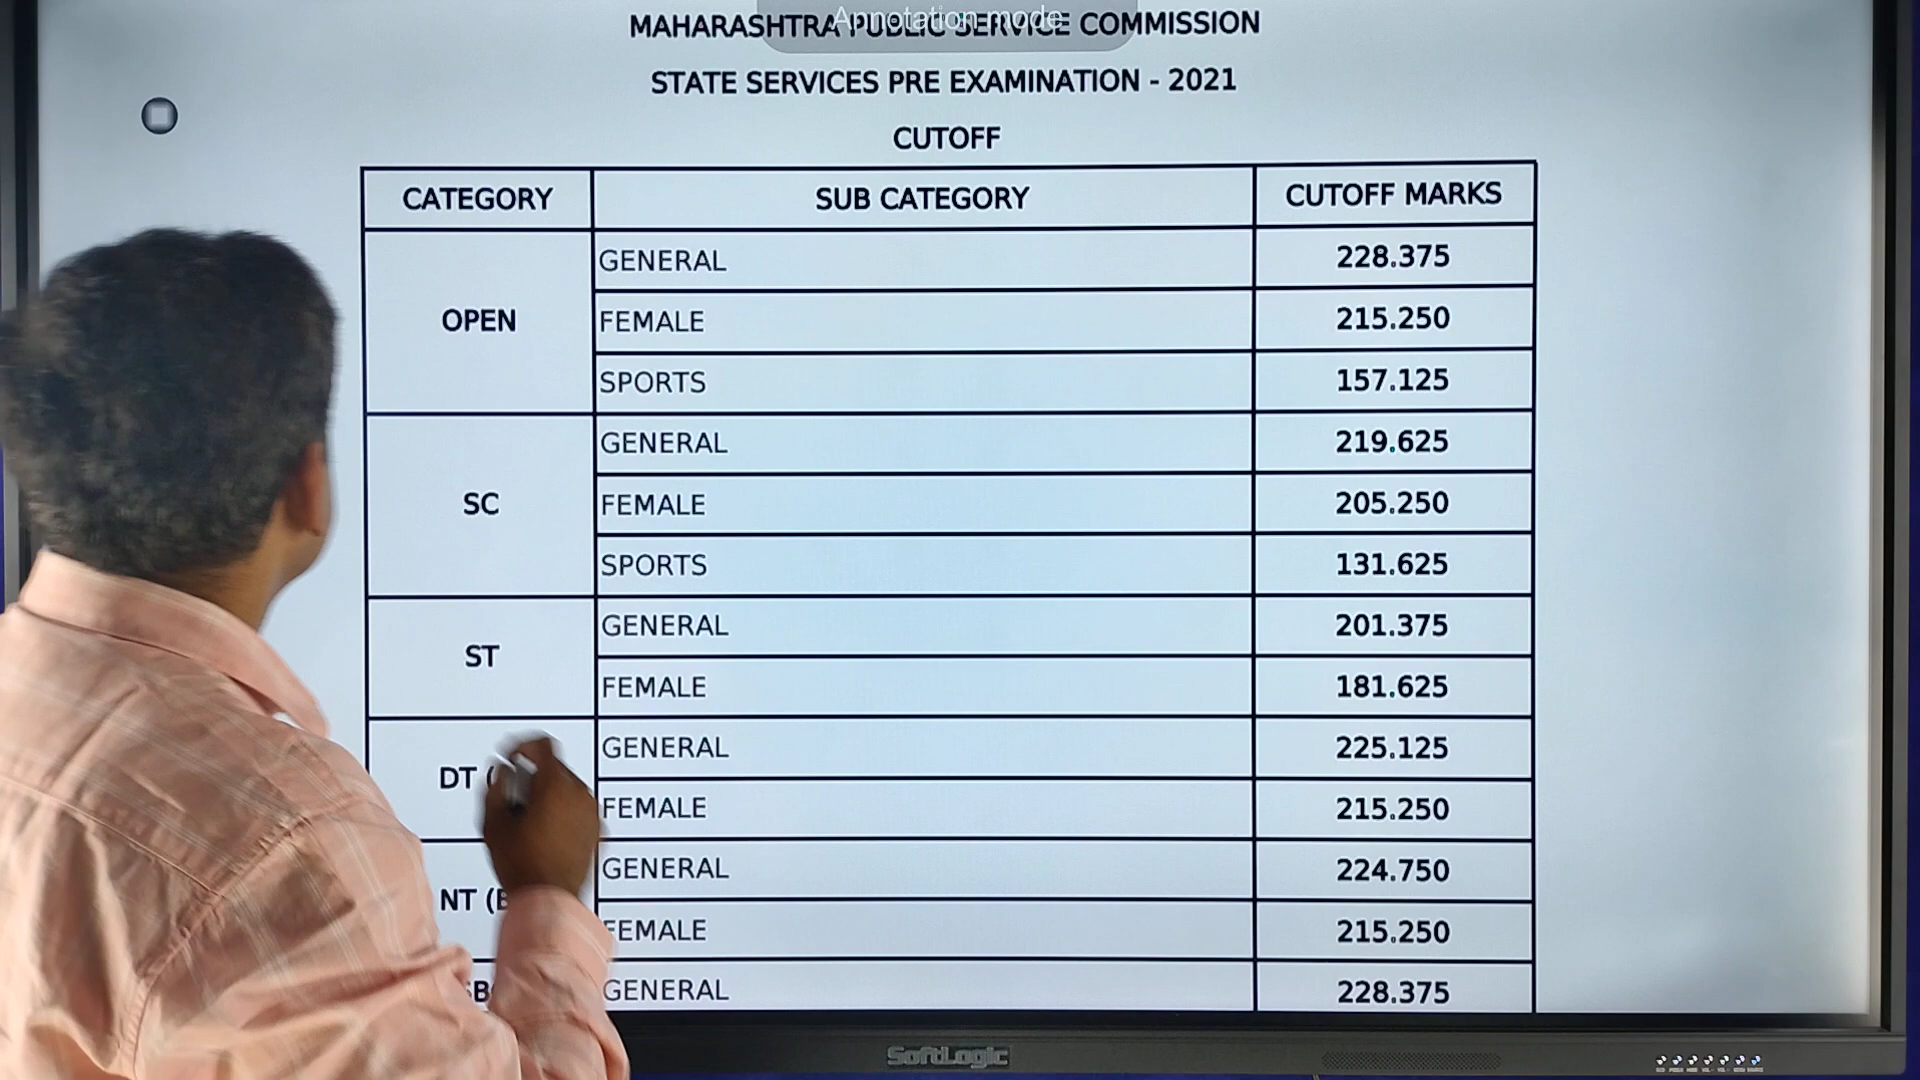 Annotation mode
MAHARASHTRA PUBLIC SERVICE COMMISSION
STATE SERVICES PRE EXAMINATION - 2021
CUTOFF
CATEGORY SUB CATEGORY CUTOFF MARKS
OPEN
GENERAL 228.375
FEMALE 215.250
SPORTS 157.125
SC
GENERAL 219.625
FEMALE 205.250
SPORTS 131.625
ST
GENERAL 201.375
FEMALE 181.625
DT
GENERAL 225.125
FEMALE 215.250
NT (B
GENERAL 224.750
FEMALE 215.250
GENERAL 228.375
SoftLogic